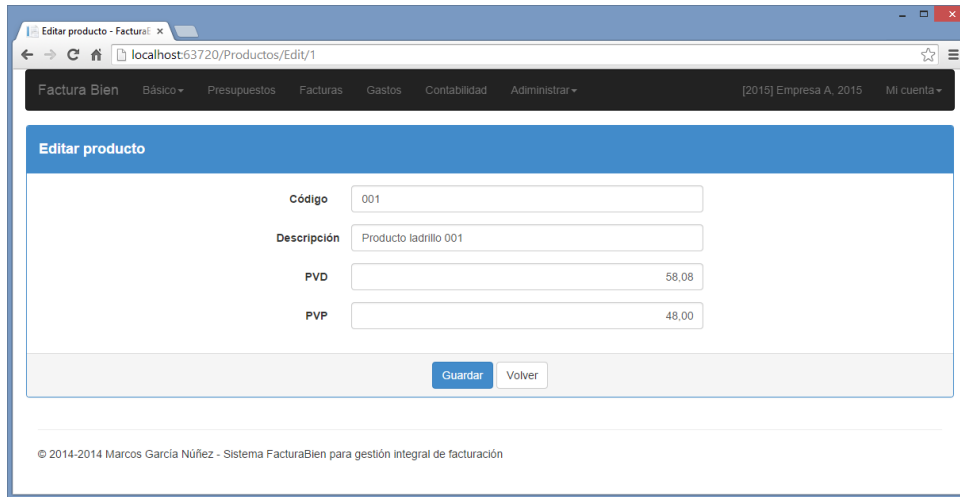 Editar producto - FacturaE
localhost:63720/Productos/Edit/1
Factura Bien Básico Presupuestos Facturas Gastos Contabilidad Adiministrar [2015] Empresa A, 2015 Mi cuenta
Editar producto
Código 001
Descripción Producto ladrillo 001
PVD 58,08
PVP 48,00
Guardar Volver
© 2014-2014 Marcos García Núñez - Sistema FacturaBien para gestión integral de facturación